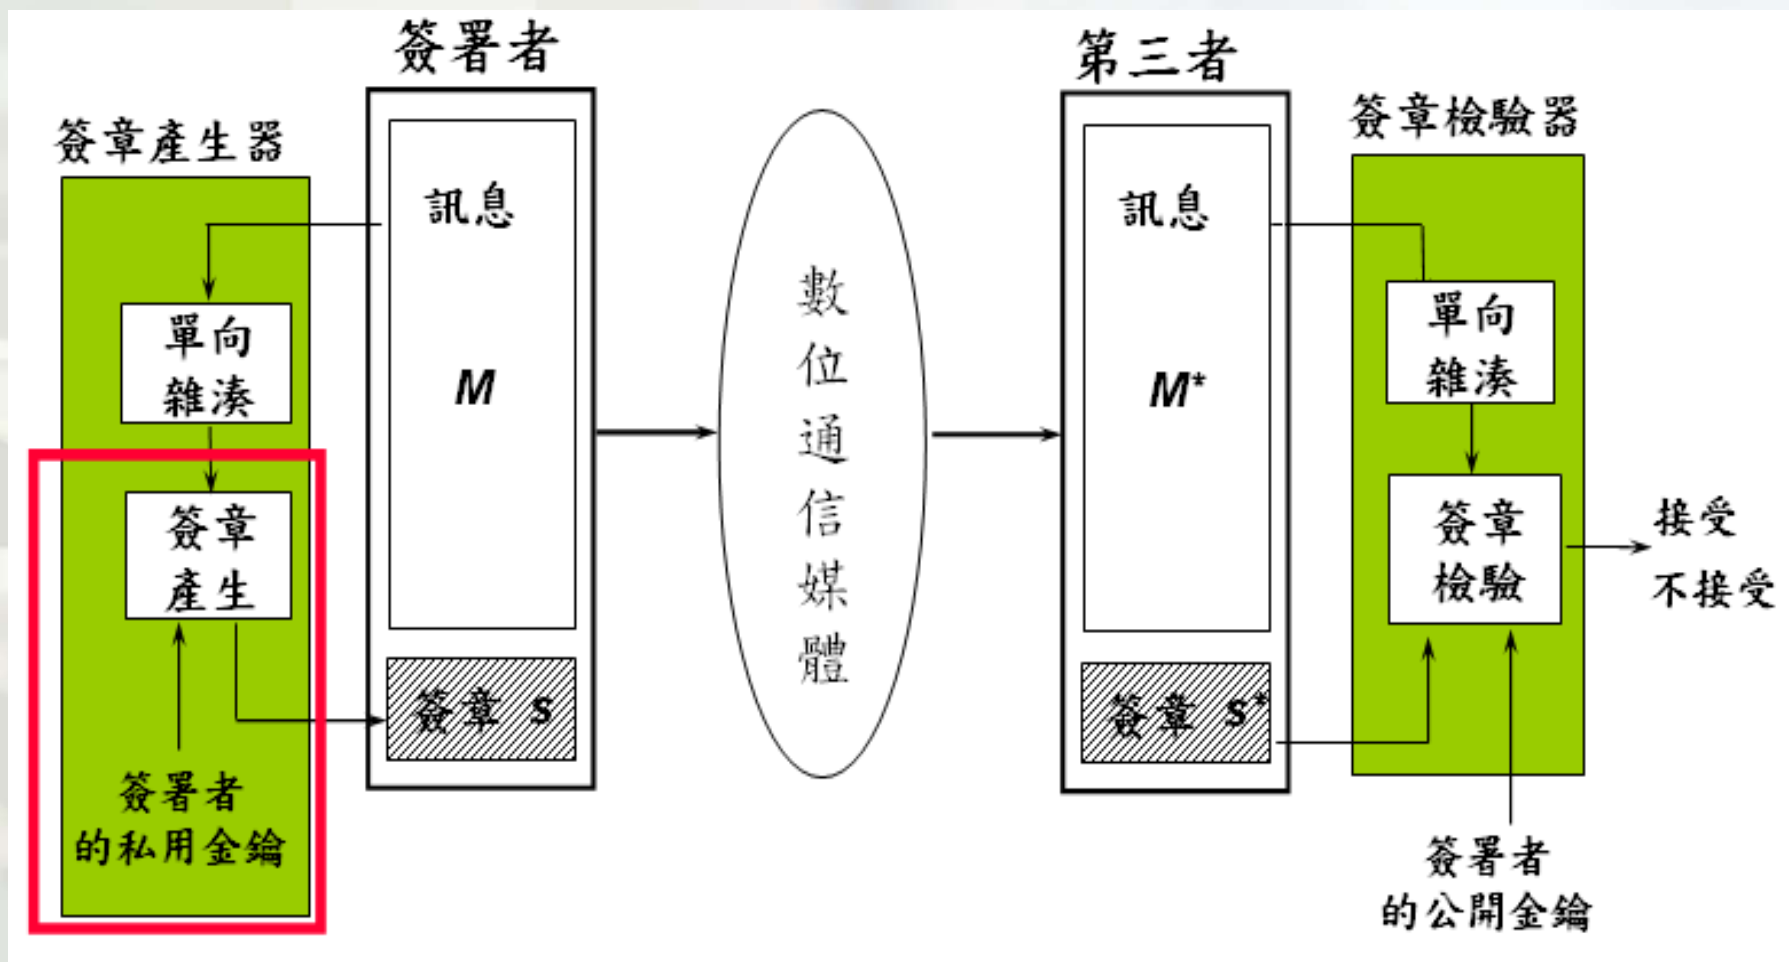 簽署者
簽章產生器
訊息
M
單向
雜湊
簽章
產生
簽章 s
簽署者
的私用金鑰
數
位
通
信
媒
體
第三者
簽章檢驗器
訊息
M*
單向
雜湊
簽章
檢驗
接受
不接受
簽章 s*
簽署者
的公開金鑰